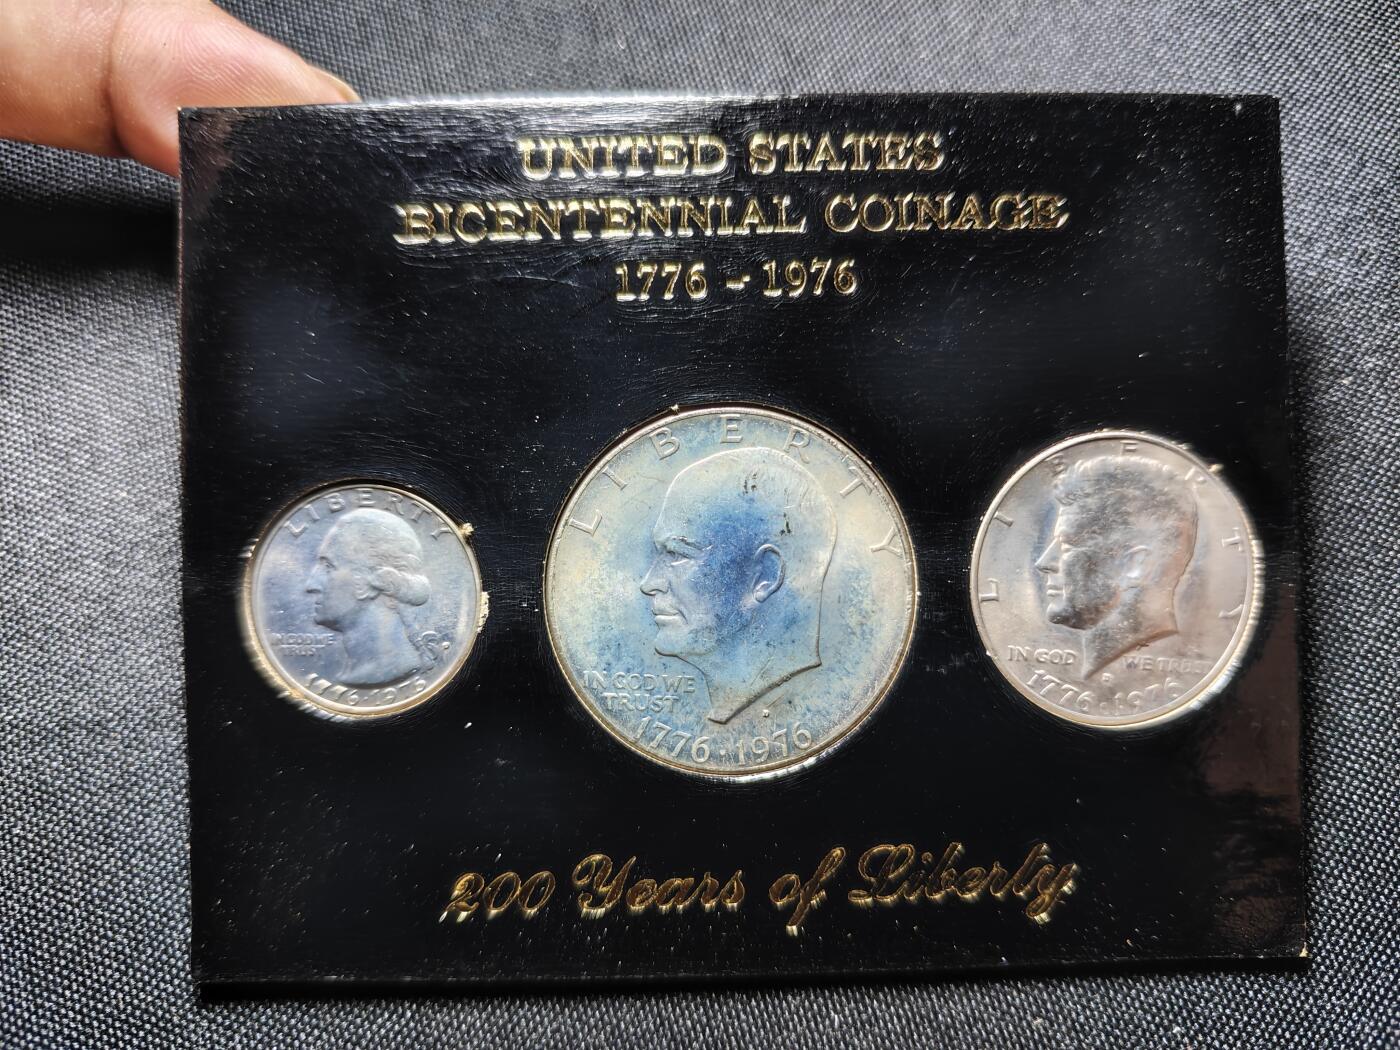 UNITED STATES
BICENTENNIAL COINAGE
1776 - 1976
LIBERTY
IN GOD WE
TRUST
1776·1976
LIBERTY
IN GOD WE
TRUST
1776·1976
LIBERTY
IN GOD WE TRUST
D
1776·1976
200 Years of Liberty